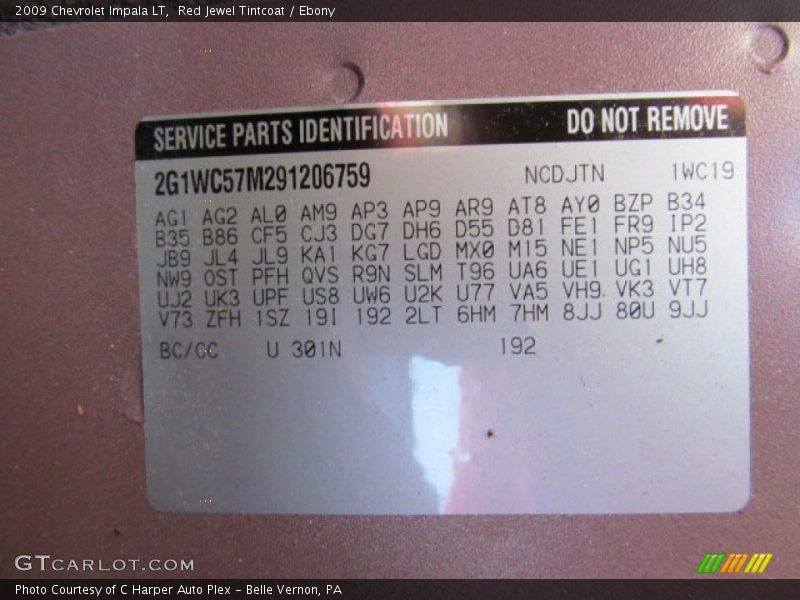 2009 Chevrolet Impala LT,  Red Jewel Tintcoat / Ebony
SERVICE PARTS IDENTIFICATION DO NOT REMOVE
2G1WC57M291206759 NCDJTN 1WC19
AG1 AG2 AL0 AM9 AP3 AP9 AR9 AT8 AY0 BZP B34
B35 B86 CF5 CJ3 DG7 DH6 D55 D81 FE1 FR9 IP2
JB9 JL4 JL9 KA1 KG7 LGD MX0 M15 NE1 NP5 NU5
NW9 OST PFH QVS R9N SLM T96 UA6 UE1 UG1 UH8
UJ2 UK3 UPF US8 UW6 U2K U77 VA5 VH9 VK3 VT7
V73 ZFH 1SZ 19I 192 2LT 6HM 7HM 8JJ 80U 9JJ
BC/CC U 301N 192
GTCARLOT.COM
Photo Courtesy of C Harper Auto Plex - Belle Vernon, PA